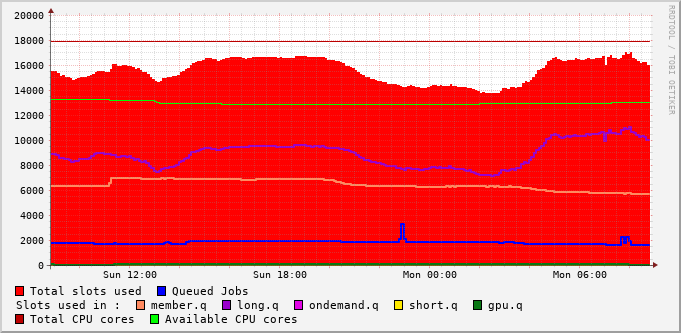 20000
18000
16000
14000
12000
10000
8000
6000
4000
2000
0
Sun 12:00 Sun 18:00 Mon 00:00 Mon 06:00
RRDTOOL / TOBI OETIKER
Total slots used Queued Jobs
Slots used in : member.q long.q ondemand.q short.q gpu.q
Total CPU cores Available CPU cores